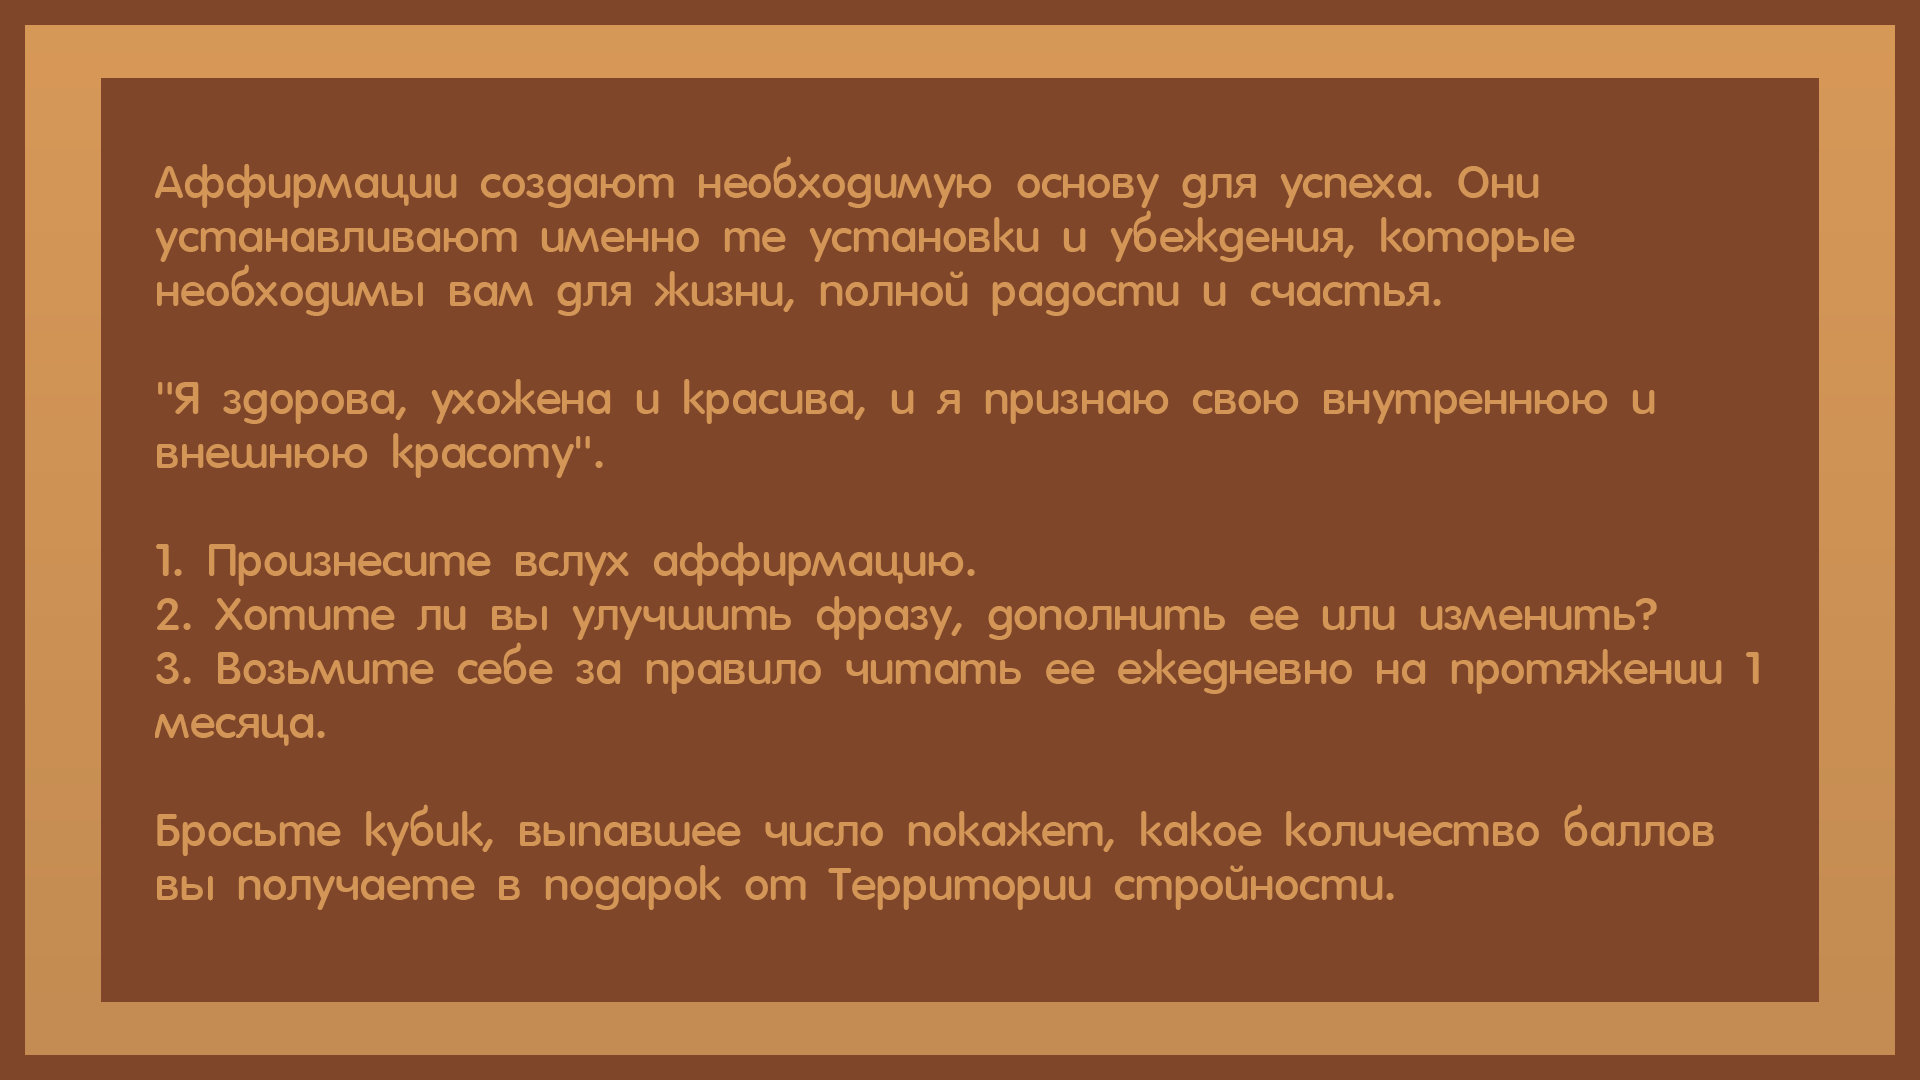 Аффирмации создают необходимую основу для успеха. Они
устанавливают именно те установки и убеждения, которые
необходимы вам для жизни, полной радости и счастья.
"Я здорова, ухожена и красива, и я признаю свою внутреннюю и
внешнюю красоту".
1. Произнесите вслух аффирмацию.
2. Хотите ли вы улучшить фразу, дополнить ее или изменить?
3. Возьмите себе за правило читать ее ежедневно на протяжении 1
месяца.
Бросьте кубик, выпавшее число покажет, какое количество баллов
вы получаете в подарок от Территории стройности.